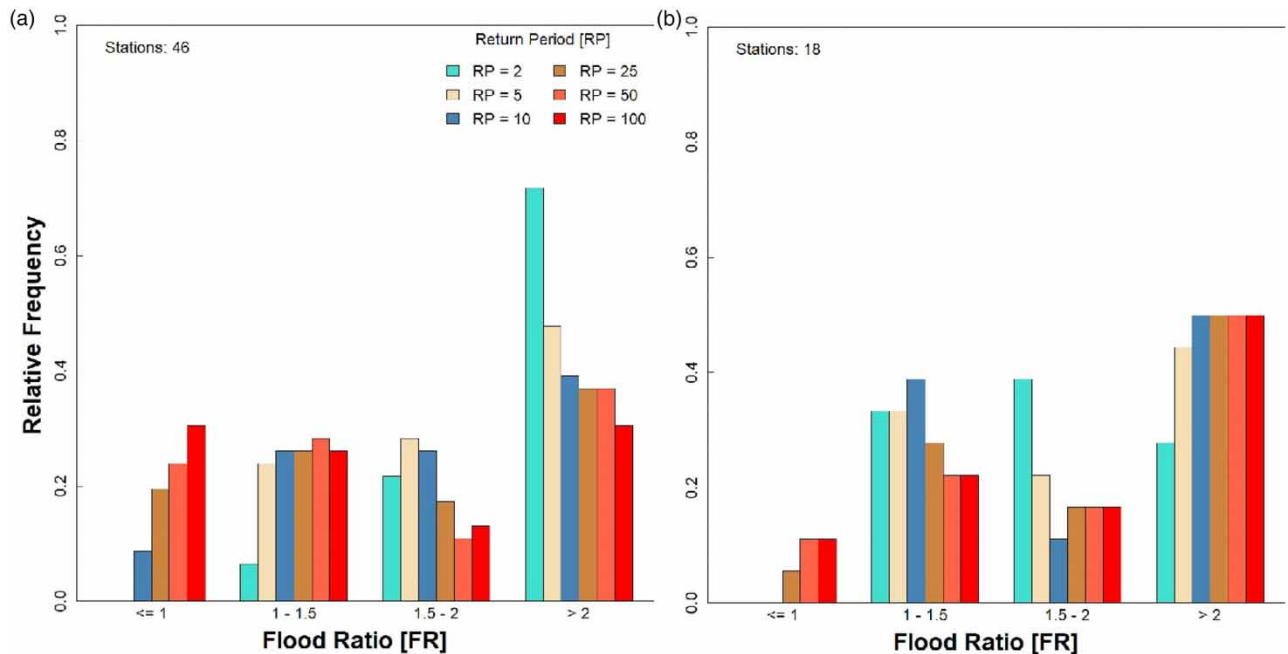 (a)
Stations: 46
Return Period [RP]
RP = 2
RP = 25
RP = 5
RP = 50
RP = 10
RP = 100
Relative Frequency
1.0
0.8
0.6
0.4
0.2
0.0
<= 1
1 - 1.5
1.5 - 2
> 2
Flood Ratio [FR]
(b)
Stations: 18
1.0
0.8
0.6
0.4
0.2
0.0
<= 1
1 - 1.5
1.5 - 2
> 2
Flood Ratio [FR]